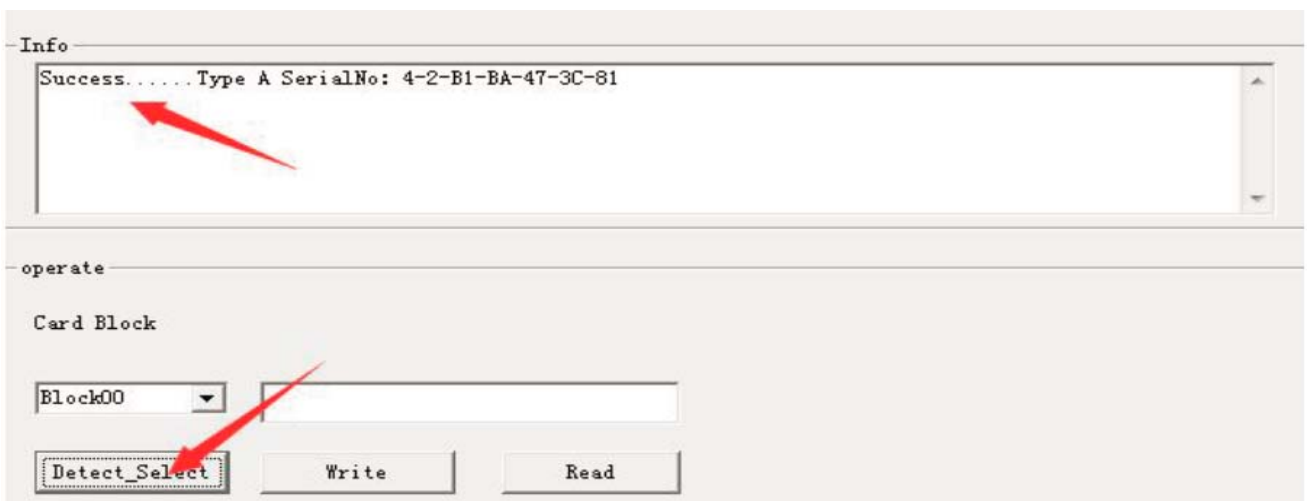 Info
Success......Type A SerialNo: 4-2-B1-BA-47-3C-81
operate
Card Block
Block00
Detect_Select Write Read